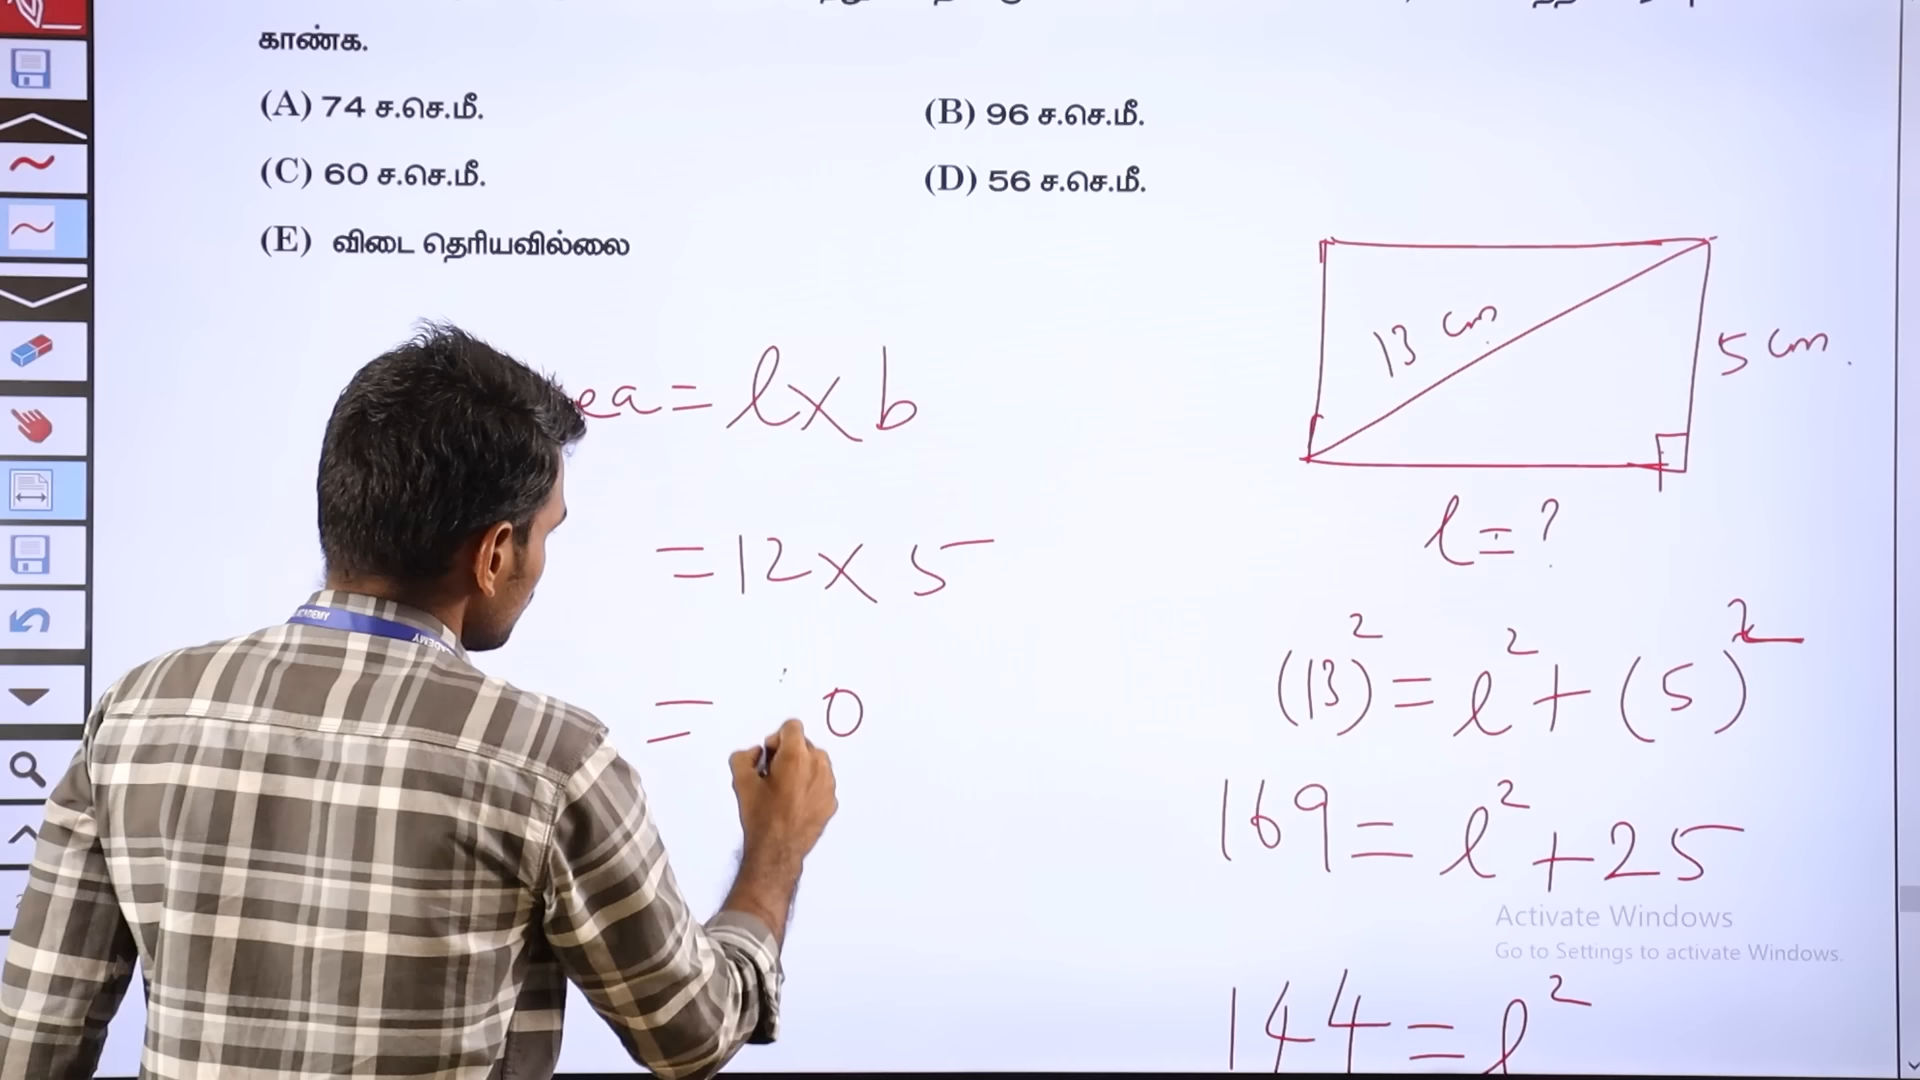 காண்க.
(A) 74 ச.செ.மீ.
(B) 96 ச.செ.மீ.
(C) 60 ச.செ.மீ.
(D) 56 ச.செ.மீ.
(E) விடை தெரியவில்லை
13 cm
5 cm.
l = ?
ea = l x b
= 12 x 5
= 0
(13)² = l² + (5)²
169 = l² + 25
144 = l²
ACADEMY
Activate Windows
Go to Settings to activate Windows.